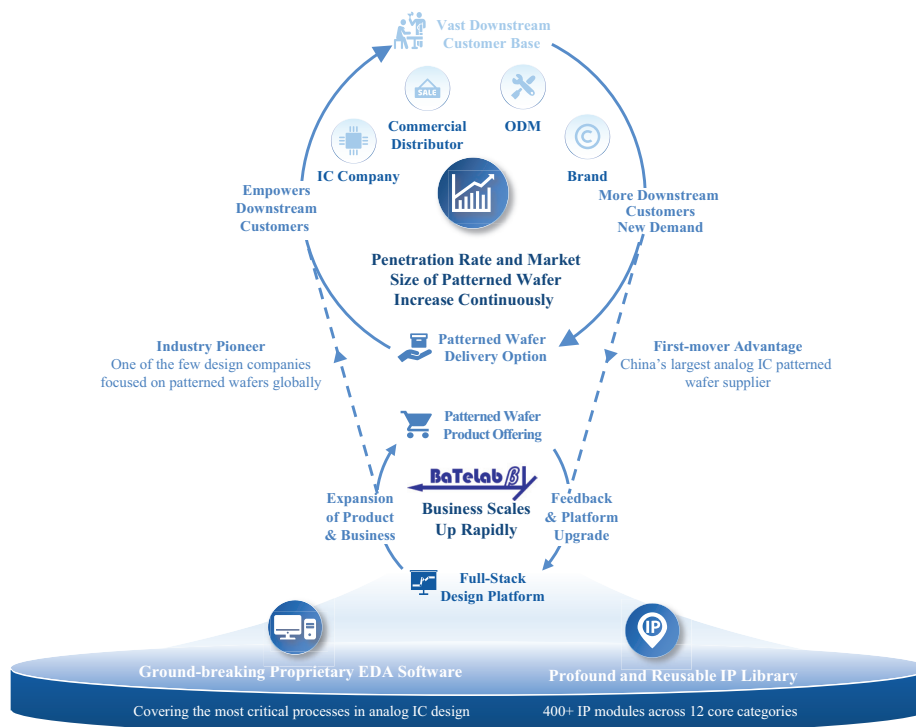 Vast Downstream
Customer Base
SALE
Commercial
Distributor
ODM
IC Company
C
Brand
Empowers
Downstream
Customers
More Downstream
Customers
New Demand
Penetration Rate and Market
Size of Patterned Wafer
Increase Continuously
Patterned Wafer
Delivery Option
Industry Pioneer
One of the few design companies
focused on patterned wafers globally
First-mover Advantage
China’s largest analog IC patterned
wafer supplier
Patterned Wafer
Product Offering
BaTeLab β
Business Scales
Up Rapidly
Expansion
of Product
& Business
Feedback
& Platform
Upgrade
Full-Stack
Design Platform
IP
Ground-breaking Proprietary EDA Software
Profound and Reusable IP Library
Covering the most critical processes in analog IC design
400+ IP modules across 12 core categories